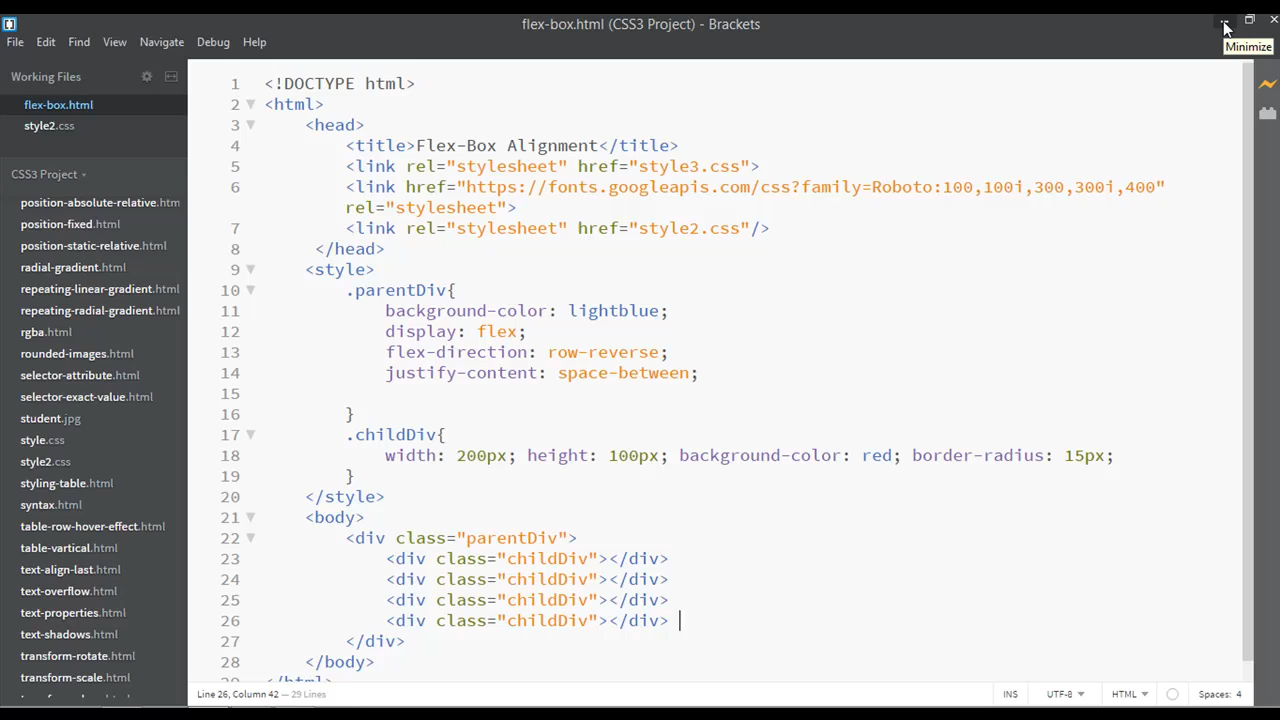 flex-box.html (CSS3 Project) - Brackets
Minimize
File Edit Find View Navigate Debug Help
Working Files
flex-box.html
style2.css
CSS3 Project
position-absolute-relative.htm
position-fixed.html
position-static-relative.html
radial-gradient.html
repeating-linear-gradient.html
repeating-radial-gradient.html
rgba.html
rounded-images.html
selector-attribute.html
selector-exact-value.html
student.jpg
style.css
style2.css
styling-table.html
syntax.html
table-row-hover-effect.html
table-vartical.html
text-align-last.html
text-overflow.html
text-properties.html
text-shadows.html
transform-rotate.html
transform-scale.html
1 <!DOCTYPE html>
2 <html>
3 <head>
4 <title>Flex-Box Alignment</title>
5 <link rel="stylesheet" href="style3.css">
6 <link href="https://fonts.googleapis.com/css?family=Roboto:100,100i,300,300i,400"
rel="stylesheet">
7 <link rel="stylesheet" href="style2.css"/>
8 </head>
9 <style>
10 .parentDiv{
11 background-color: lightblue;
12 display: flex;
13 flex-direction: row-reverse;
14 justify-content: space-between;
15
16 }
17 .childDiv{
18 width: 200px; height: 100px; background-color: red; border-radius: 15px;
19 }
20 </style>
21 <body>
22 <div class="parentDiv">
23 <div class="childDiv"></div>
24 <div class="childDiv"></div>
25 <div class="childDiv"></div>
26 <div class="childDiv"></div>
27 </div>
28 </body>
</html>
Line 26, Column 42 — 29 Lines
INS UTF-8 HTML Spaces: 4